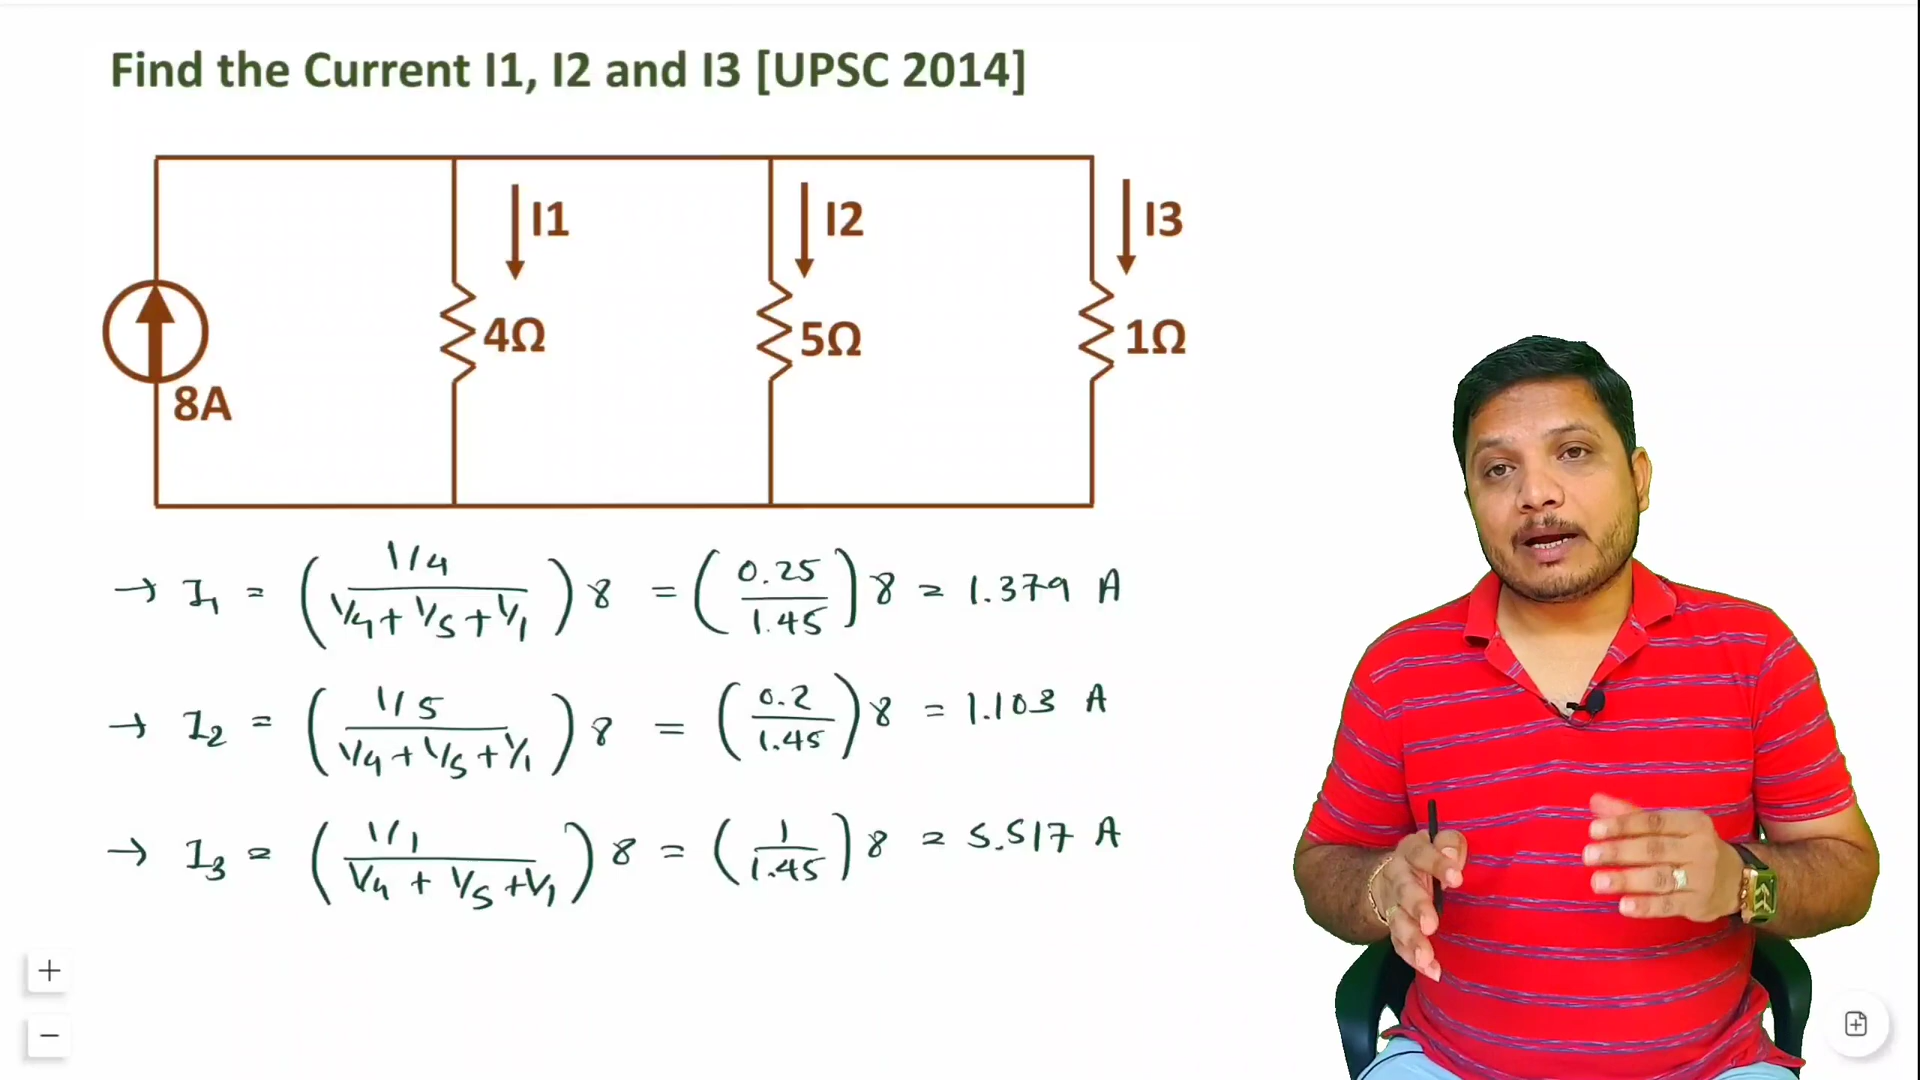 Find the Current I1, I2 and I3 [UPSC 2014]
I1
I2
I3
4Ω
5Ω
1Ω
8A
→ I₁ = ( 1/4 / 1/4 + 1/5 + 1/1 ) 8 = ( 0.25 / 1.45 ) 8 = 1.379 A
→ I₂ = ( 1/5 / 1/4 + 1/5 + 1/1 ) 8 = ( 0.2 / 1.45 ) 8 = 1.103 A
→ I₃ = ( 1/1 / 1/4 + 1/5 + 1/1 ) 8 = ( 1 / 1.45 ) 8 = 5.517 A